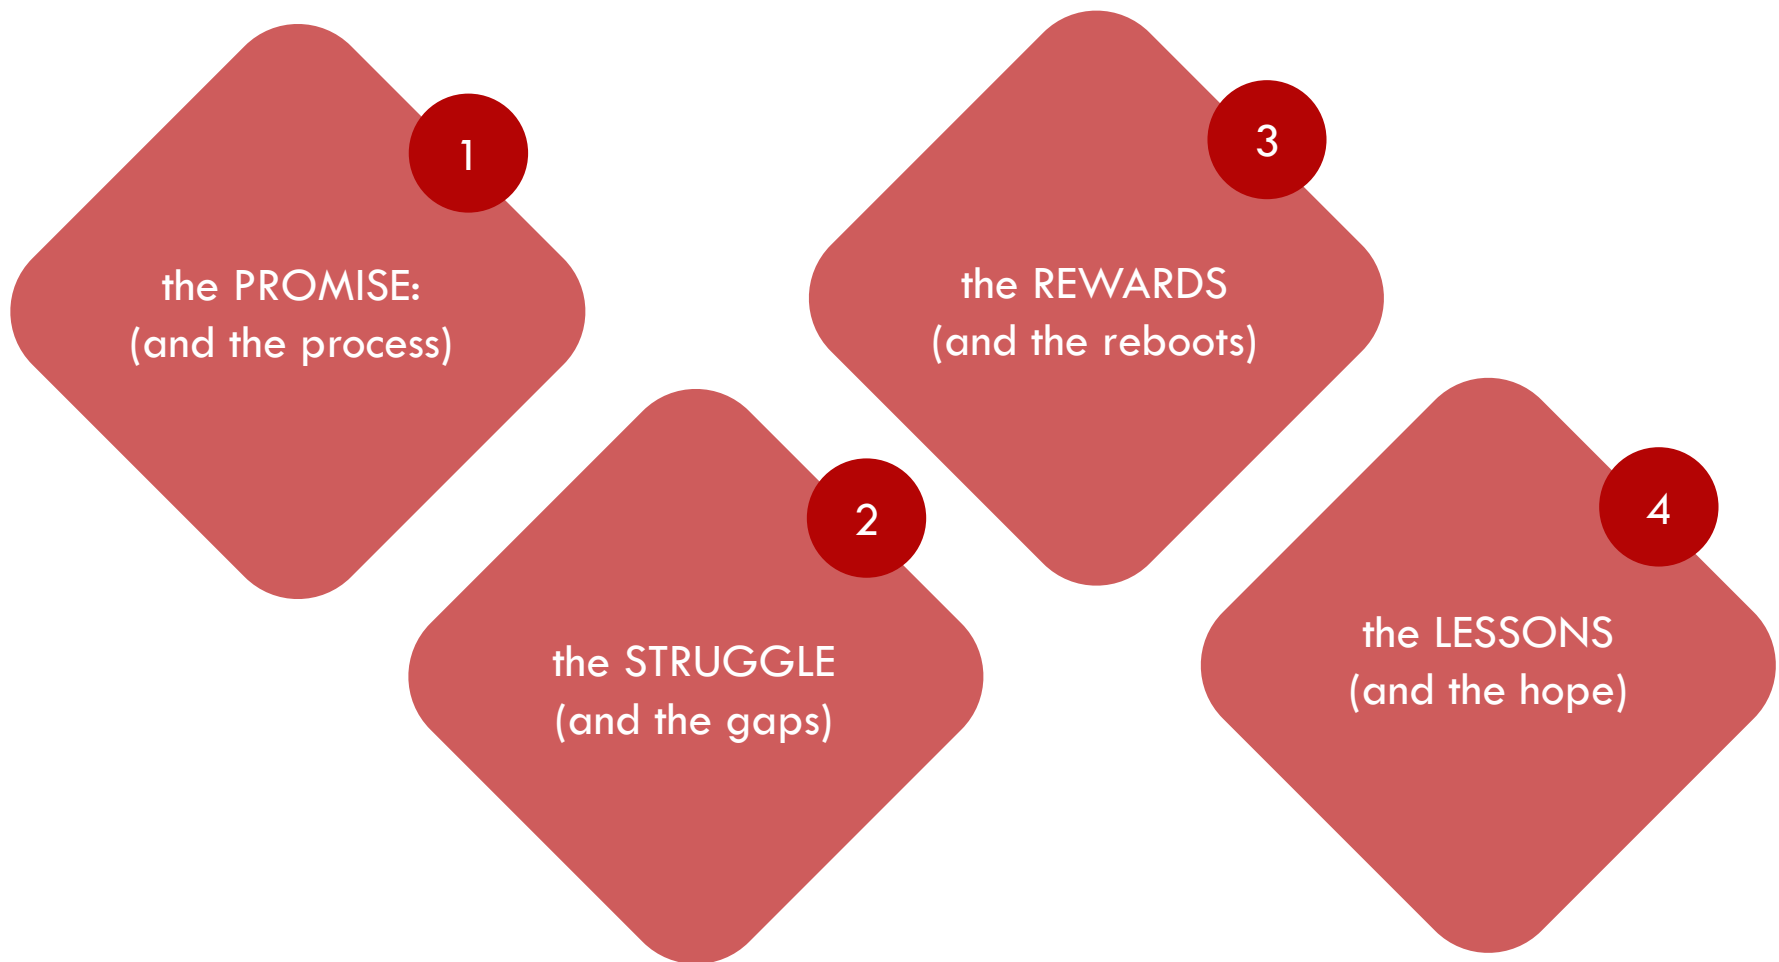 1
the PROMISE:
(and the process)
2
the STRUGGLE
(and the gaps)
3
the REWARDS
(and the reboots)
4
the LESSONS
(and the hope)